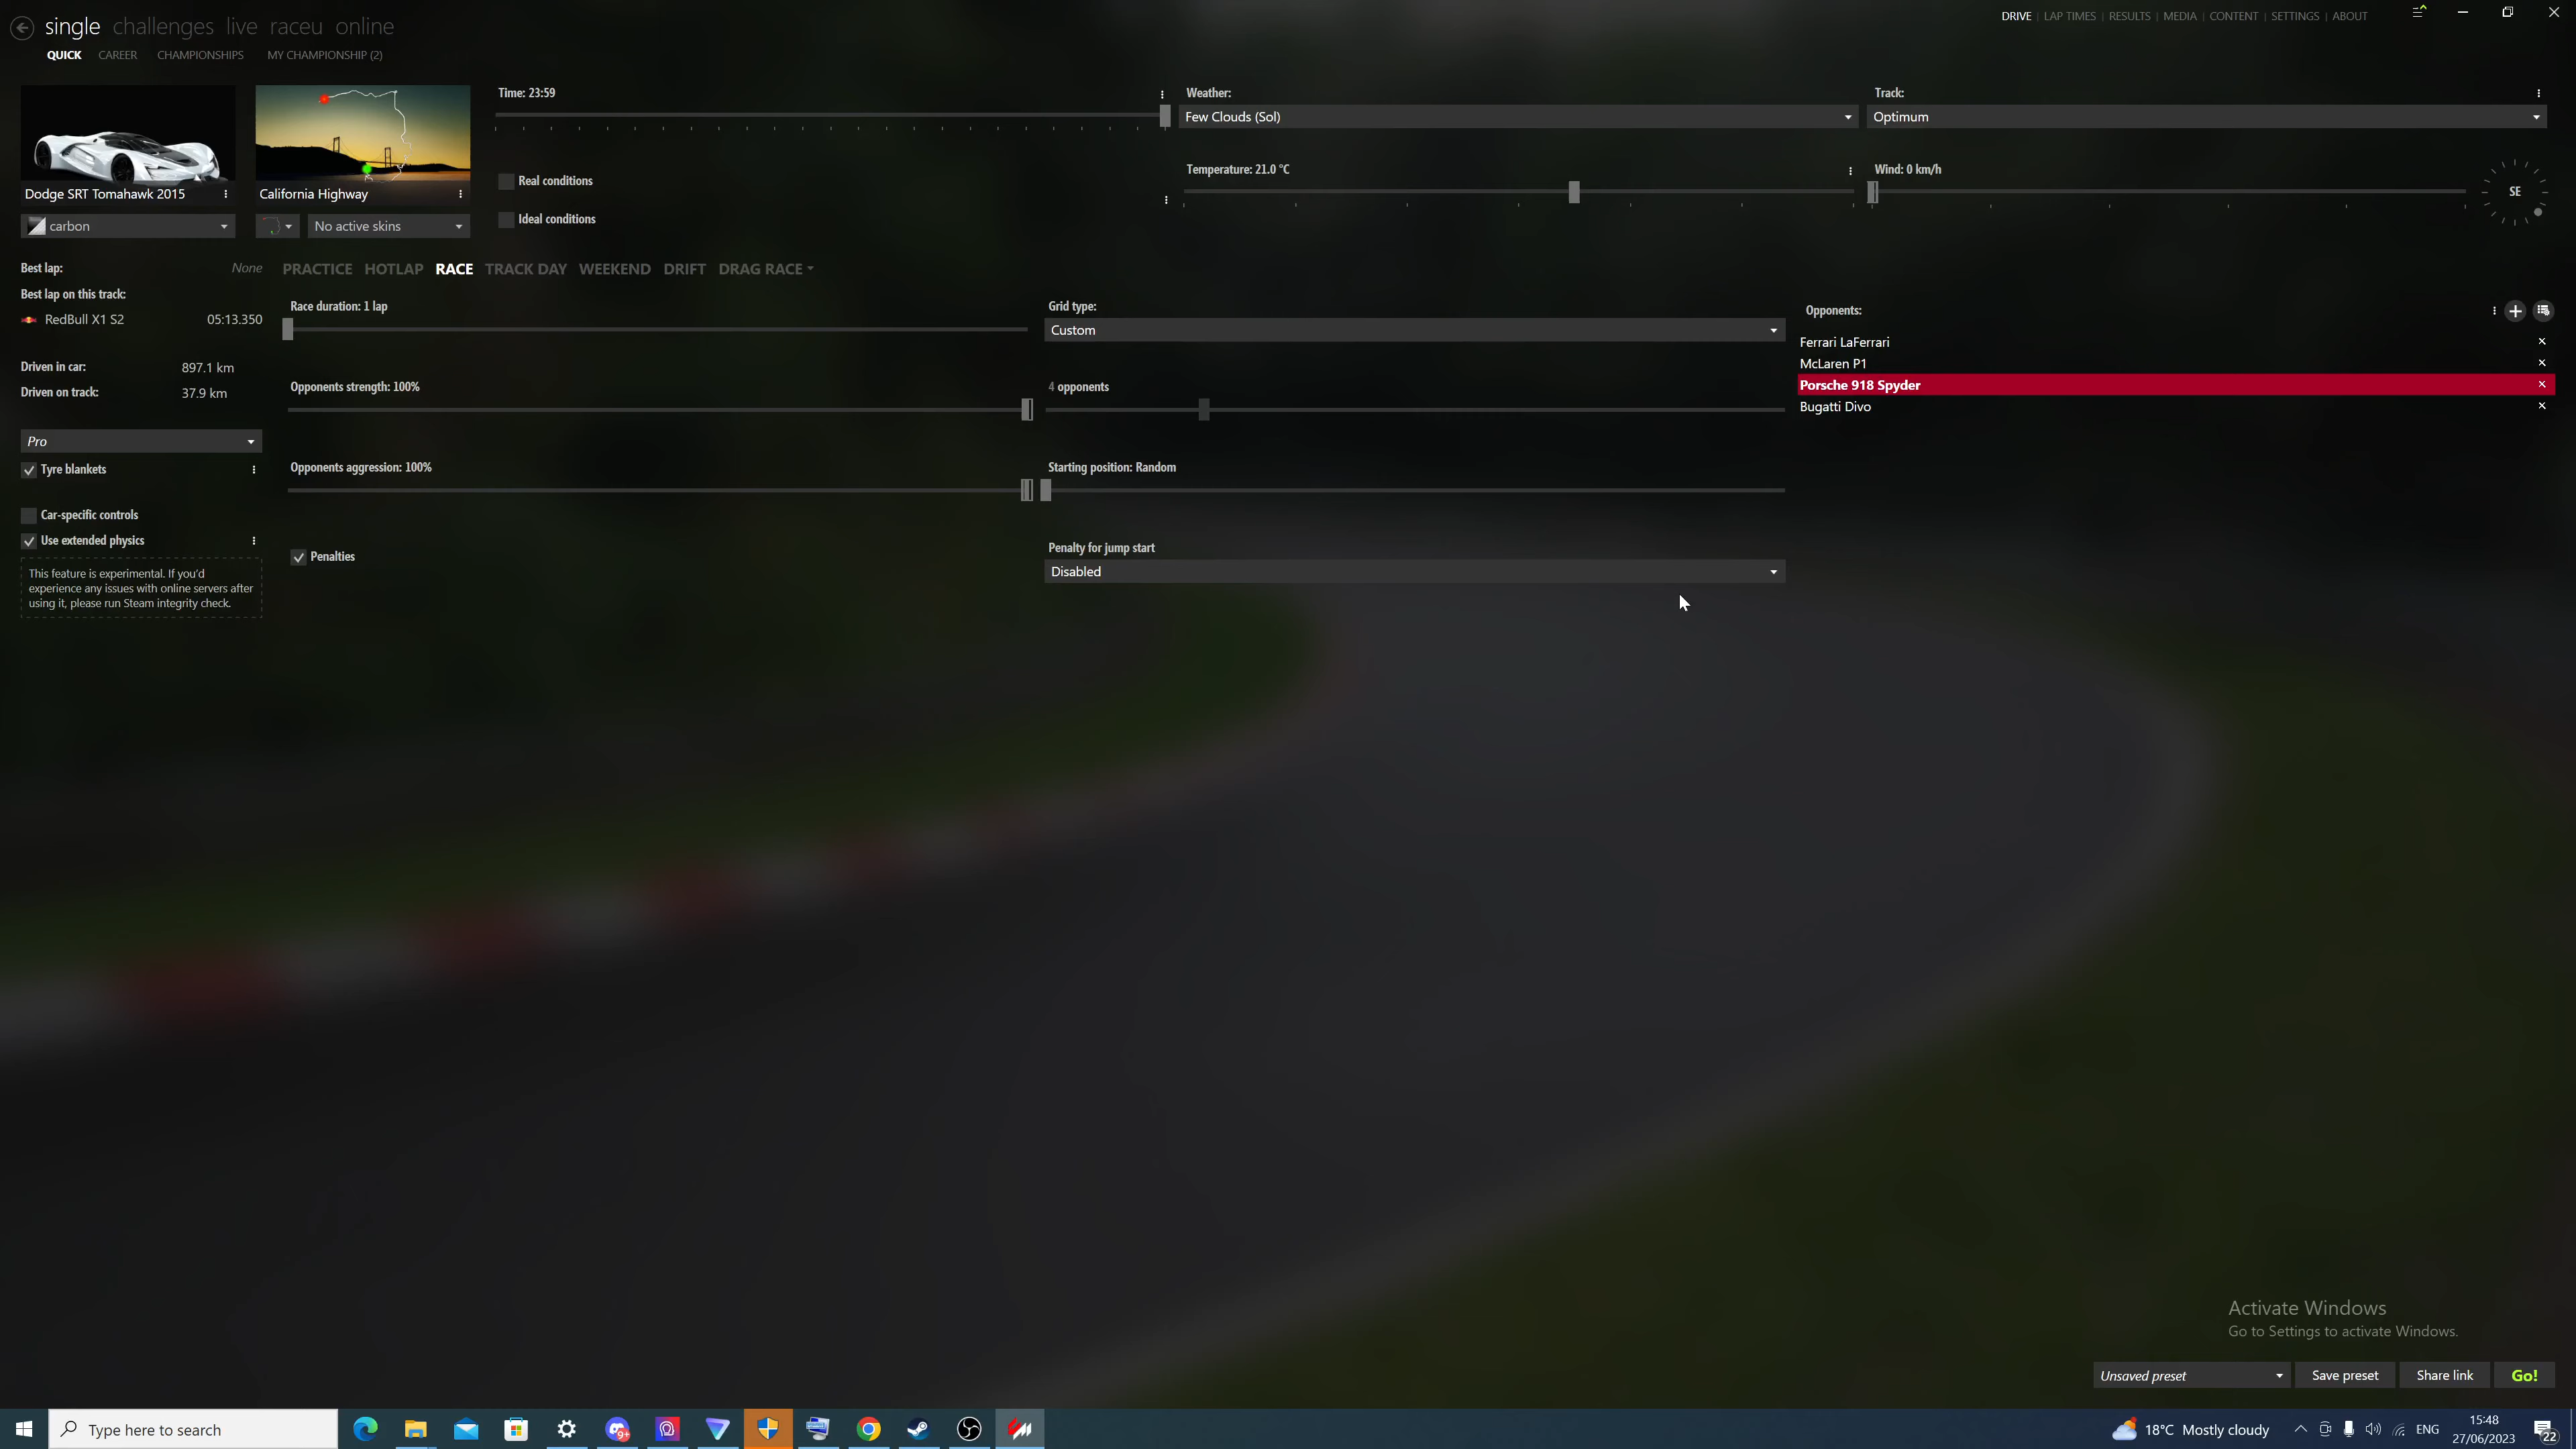 single challenges live raceu online
DRIVE LAP TIMES RESULTS MEDIA CONTENT SETTINGS ABOUT
QUICK CAREER CHAMPIONSHIPS MY CHAMPIONSHIP (2)
Dodge SRT Tomahawk 2015
California Highway
carbon
No active skins
Time: 23:59
Real conditions
Ideal conditions
Weather:
Few Clouds (Sol)
Temperature: 21.0 °C
Track:
Optimum
Wind: 0 km/h
SE
Best lap: None
Best lap on this track:
RedBull X1 S2 05:13.350
Driven in car: 897.1 km
Driven on track: 37.9 km
Pro
Tyre blankets
Car-specific controls
Use extended physics
This feature is experimental. If you'd
experience any issues with online servers after
using it, please run Steam integrity check.
PRACTICE HOTLAP RACE TRACK DAY WEEKEND DRIFT DRAG RACE
Race duration: 1 lap
Opponents strength: 100%
Opponents aggression: 100%
Penalties
Grid type:
Custom
4 opponents
Starting position: Random
Penalty for jump start
Disabled
Opponents:
Ferrari LaFerrari
McLaren P1
Porsche 918 Spyder
Bugatti Divo
Activate Windows
Go to Settings to activate Windows.
Unsaved preset
Save preset
Share link
Go!
Type here to search
9+
18°C Mostly cloudy
ENG
15:48
27/06/2023
22